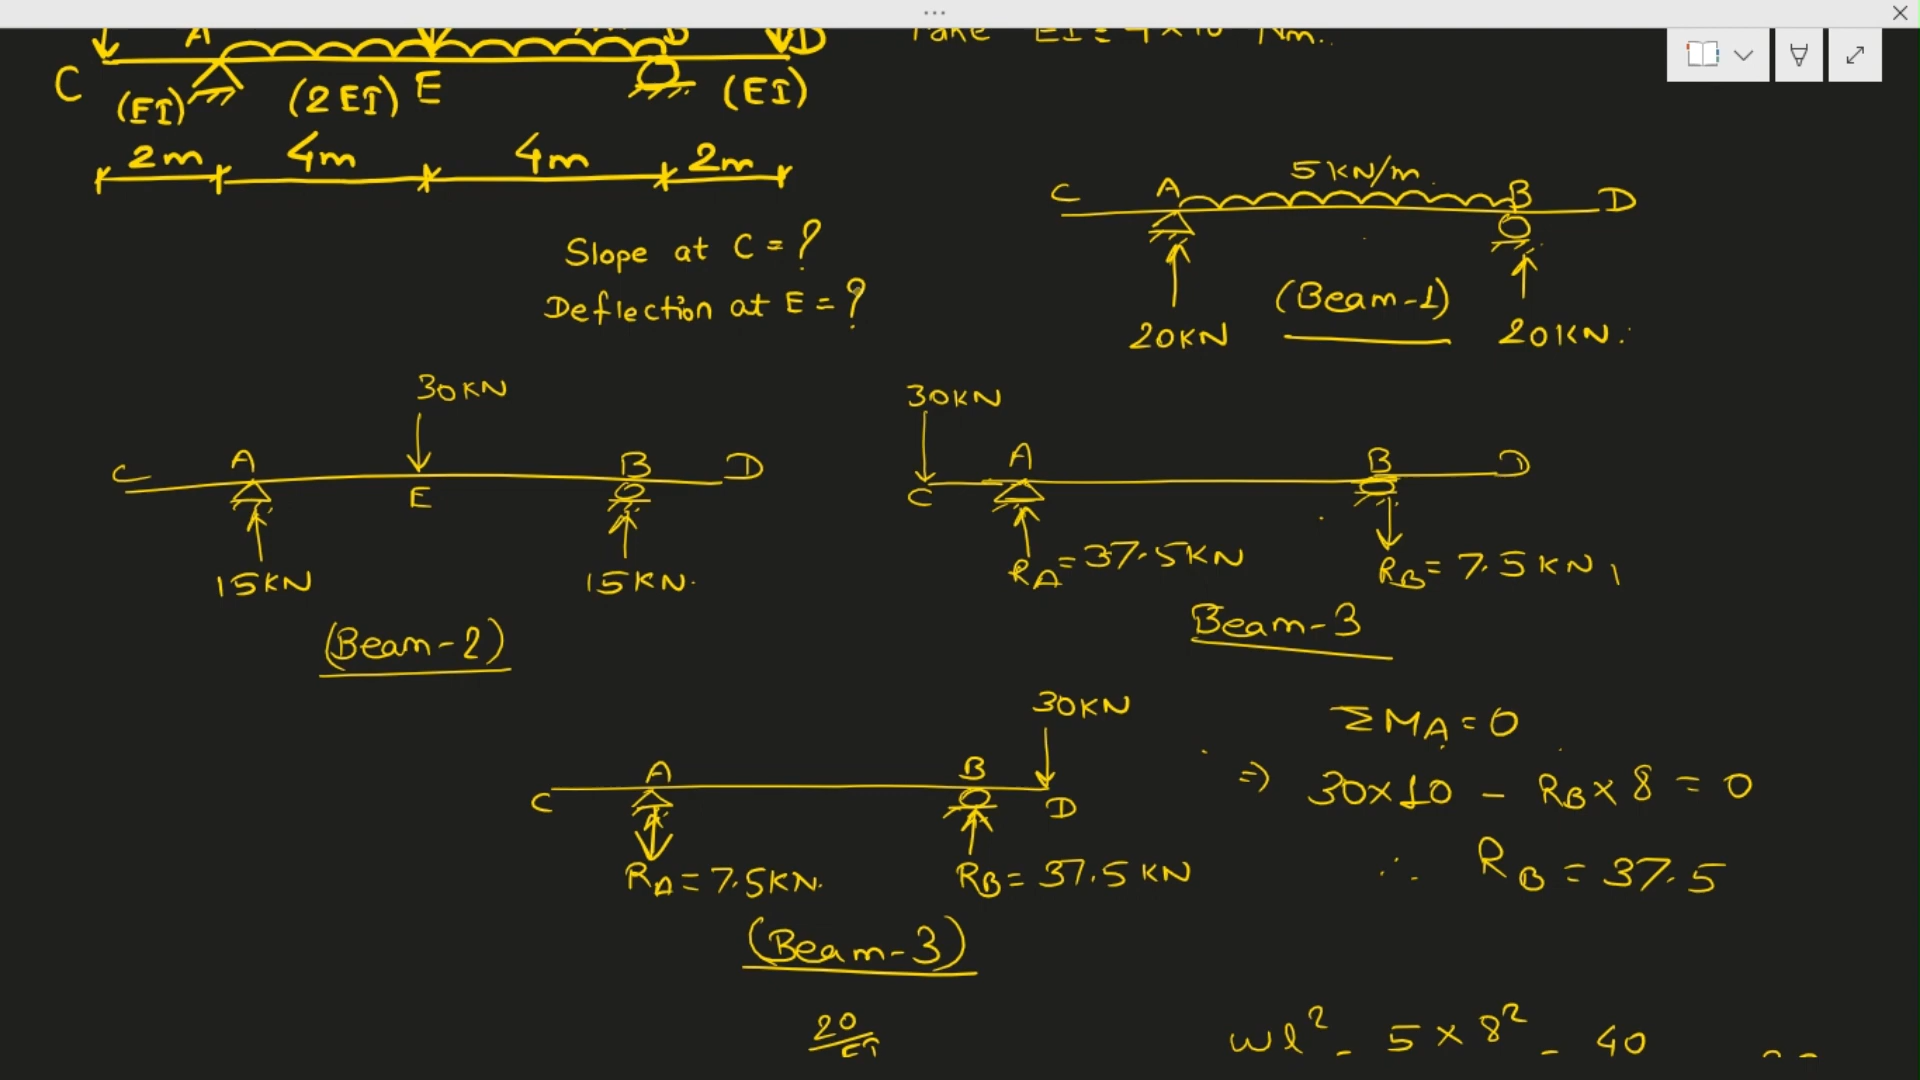 A D
Take
C (EI) (2EI) E (EI)
2m 4m 4m 2m
5KN/m
C A B D
Slope at C = ?
Deflection at E = ?
(Beam-1)
20KN 20KN.
30KN
C A B D
E
15KN 15KN.
(Beam-2)
30KN
A B D
C
RA=37.5KN RB= 7.5KN
Beam-3
30KN
A B
C D
RA=7.5KN. RB=37.5KN
(Beam-3)
ΣMA=0
⇒ 30×10 - RB×8 = 0
∴ RB = 37.5
20
EI
wl² 5×8² 40